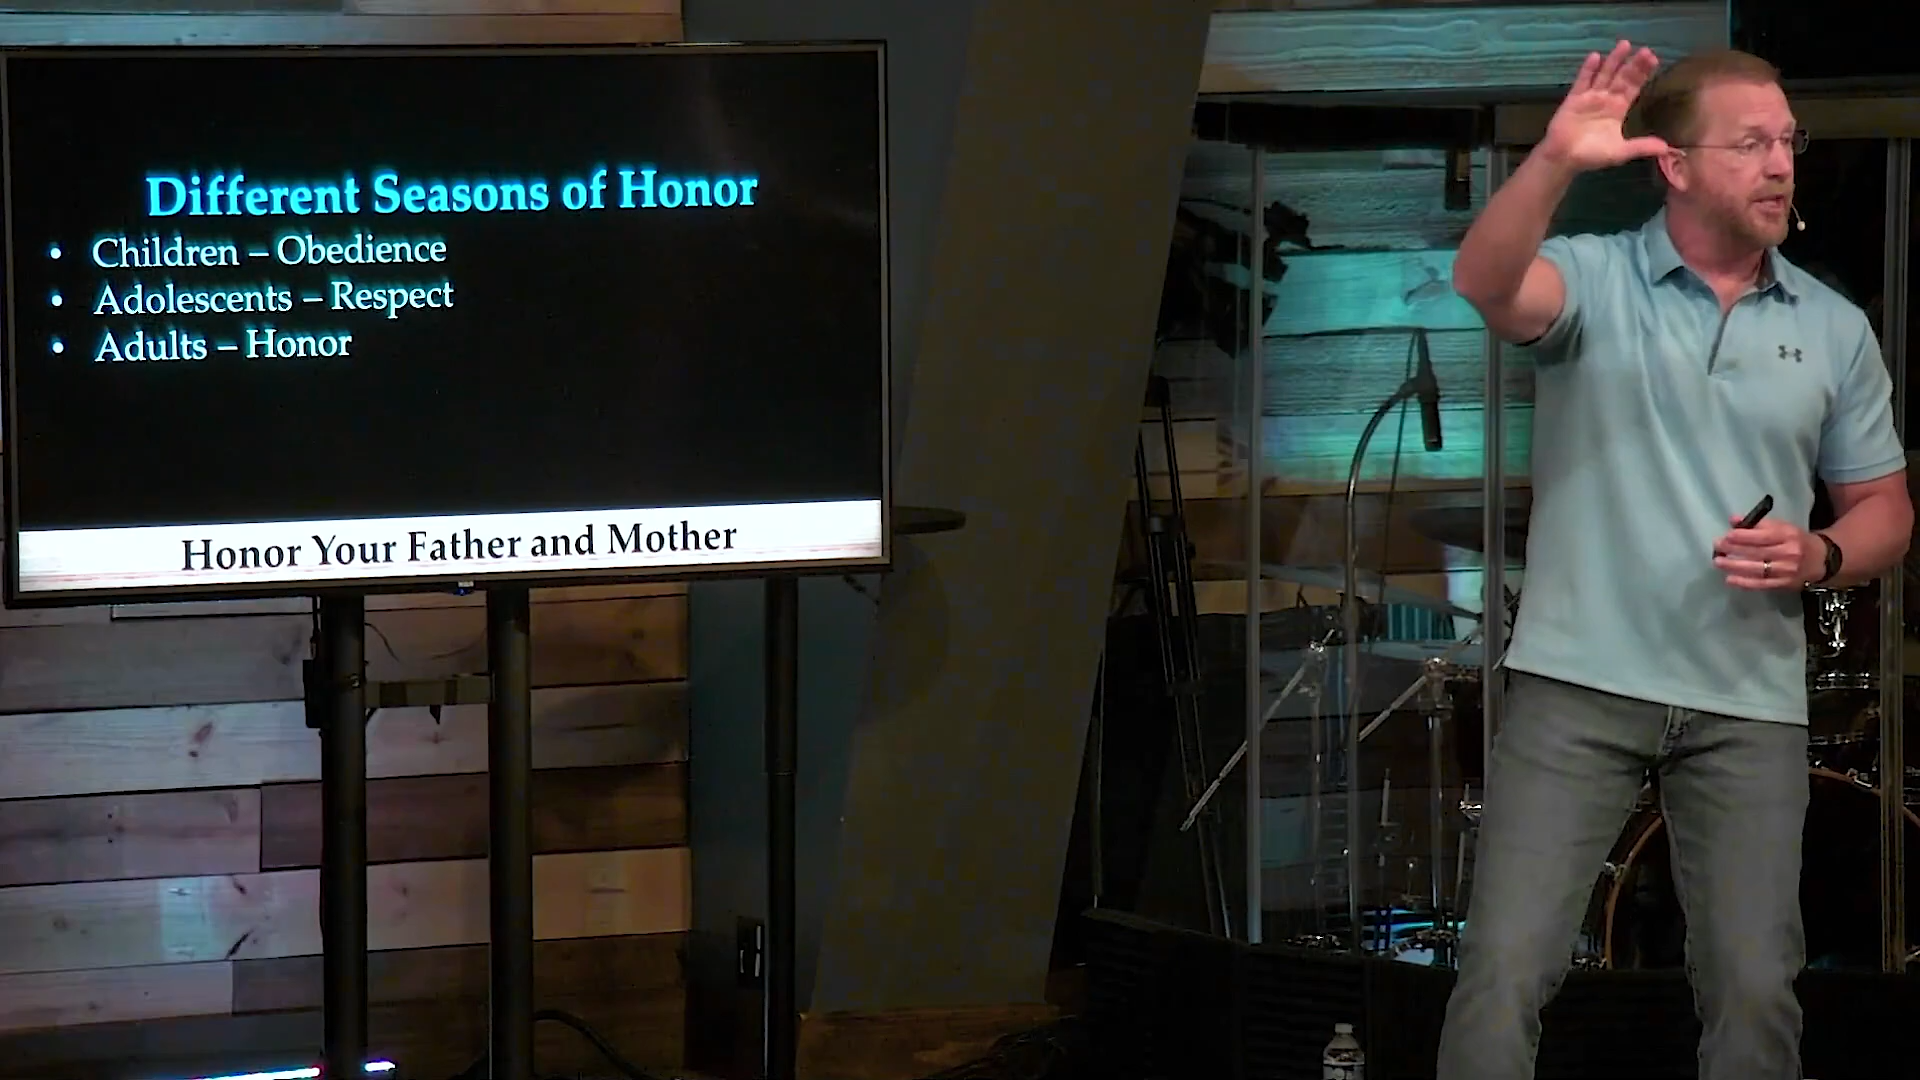 Different Seasons of Honor
• Children – Obedience
• Adolescents – Respect
• Adults – Honor
Honor Your Father and Mother